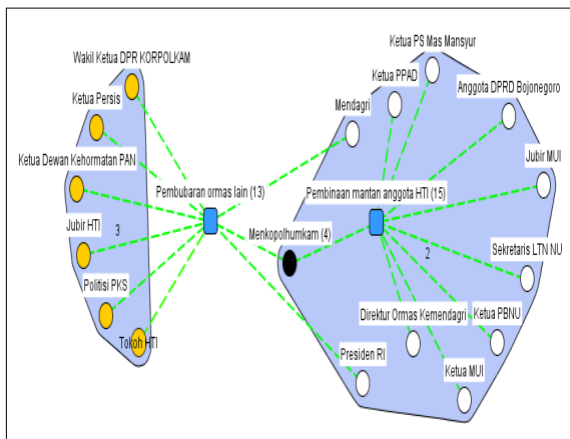 Ketua PS Mas Mansyur
Wakil Ketua DPR KORPOLKAM
Ketua PPAD
Anggota DPRD Bojonegoro
Ketua Persis
Mendagri
Ketua Dewan Kehormatan PAN
Jubir MUI
Pembubaran ormas lain (13)
Pembinaan mantan anggota HTI (15)
Jubir HTI
3
Menkopolhumkam (4)
2
Sekretaris LTN NU
Politisi PKS
Direktur Ormas Kemendagri
Ketua PBNU
Tokoh HTI
Presiden RI
Ketua MUI